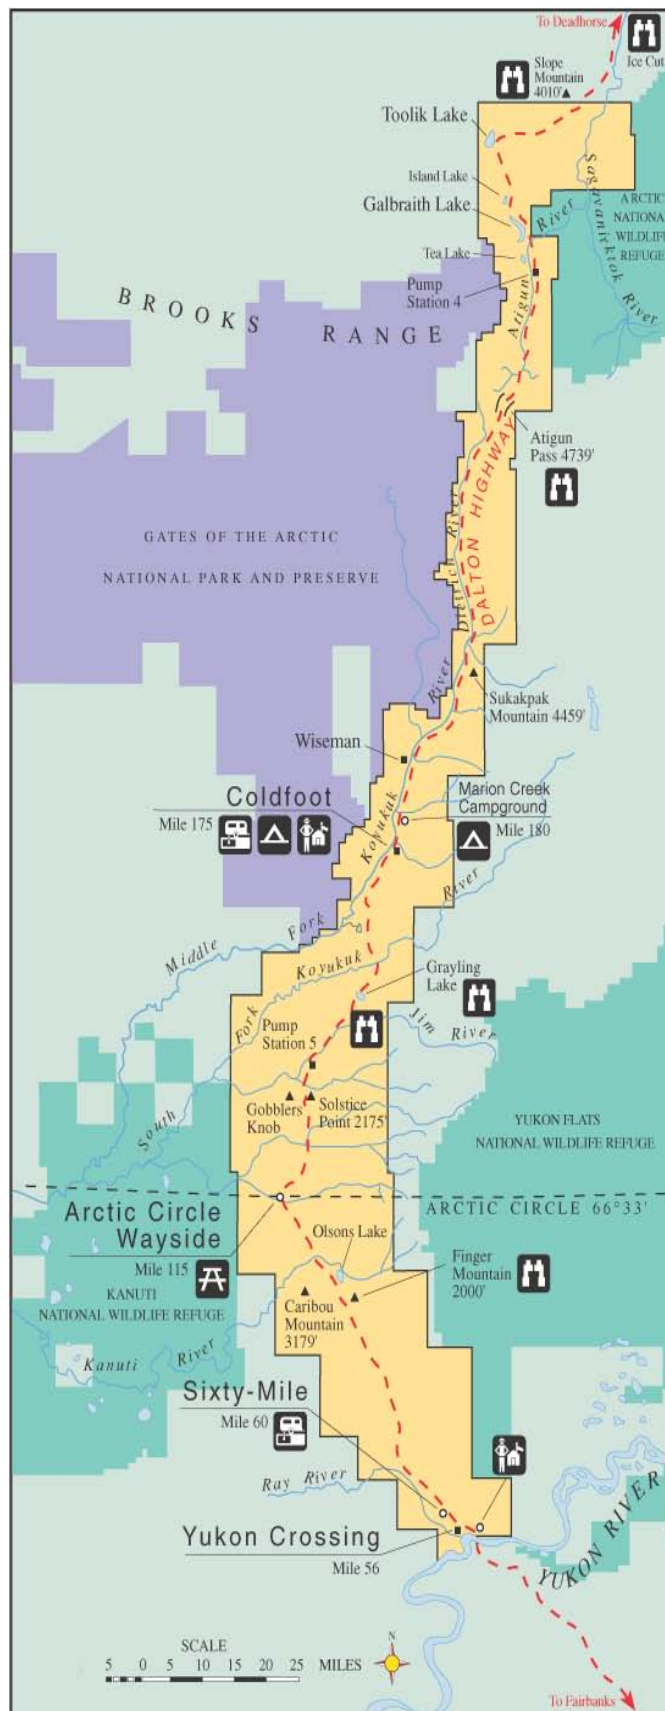 To Deadhorse
Ice Cut
Slope
Mountain
4010'
Toolik Lake
Island Lake
Galbraith Lake
Tea Lake
Pump
Station 4
Atigun
River
Sagavanirktok River
ARCTIC
NATIONAL
WILDLIFE
REFUGE
BROOKS RANGE
Atigun
Pass 4739'
DALTON HIGHWAY
Dietrich River
GATES OF THE ARCTIC
NATIONAL PARK AND PRESERVE
Sukakpak
Mountain 4459'
Wiseman
Coldfoot
Mile 175
Marion Creek
Campground
Mile 180
Middle Fork Koyukuk River
South Fork Koyukuk River
Grayling
Lake
Jim River
Pump
Station 5
Gobblers
Knob
Solstice
Point 2175'
YUKON FLATS
NATIONAL WILDLIFE REFUGE
ARCTIC CIRCLE 66°33'
Arctic Circle
Wayside
Mile 115
KANUTI
NATIONAL WILDLIFE REFUGE
Kanuti River
Olsons Lake
Caribou
Mountain
3179'
Finger
Mountain
2000'
Sixty-Mile
Mile 60
Ray River
Yukon Crossing
Mile 56
YUKON RIVER
SCALE
5 0 5 10 15 20 25
MILES
N
To Fairbanks